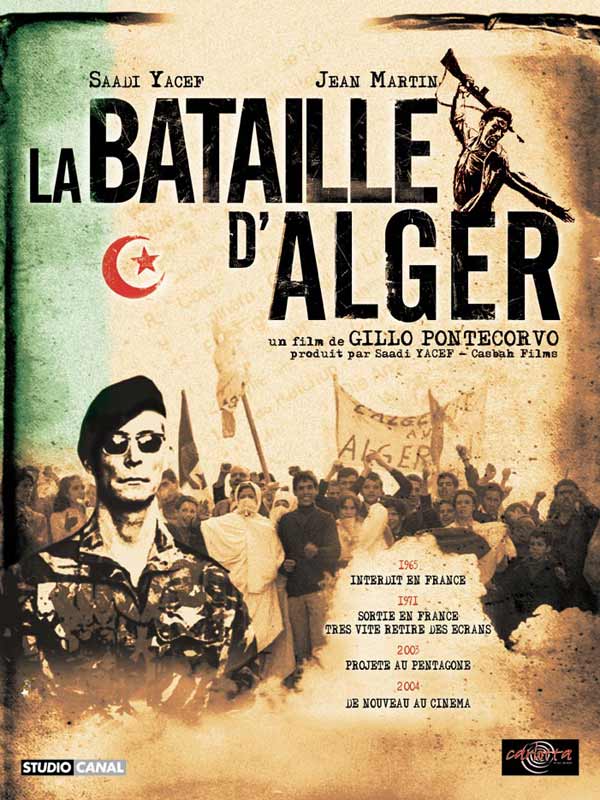 SAADI YACEF JEAN MARTIN
LA BATAILLE
D'ALGER
un film de GILLO PONTECORVO
produit par Saadi YACEF - Casbah Films
ALGER
1965
INTERDIT EN FRANCE
1971
SORTIE EN FRANCE
TRES VITE RETIRE DES ECRANS
2003
PROJETE AU PENTAGONE
2004
DE NOUVEAU AU CINEMA
STUDIO CANAL
carlotta